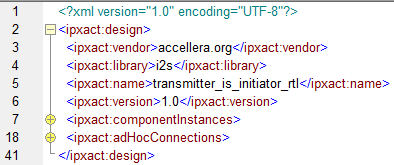 1 <?xml version="1.0" encoding="UTF-8"?>
2 <ipxact:design>
3 <ipxact:vendor>accellera.org</ipxact:vendor>
4 <ipxact:library>i2s</ipxact:library>
5 <ipxact:name>transmitter_is_initiator_rtl</ipxact:name>
6 <ipxact:version>1.0</ipxact:version>
7 <ipxact:componentInstances>
18 <ipxact:adHocConnections>
41 </ipxact:design>